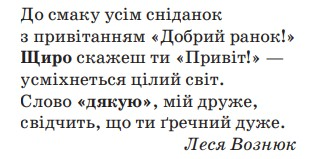 До смаку усім сніданок
з привітанням «Добрий ранок!»
Щиро скажеш ти «Привіт!» —
усміхнеться цілий світ.
Слово «дякую», мій друже,
свідчить, що ти ґречний дуже.
Леся Вознюк